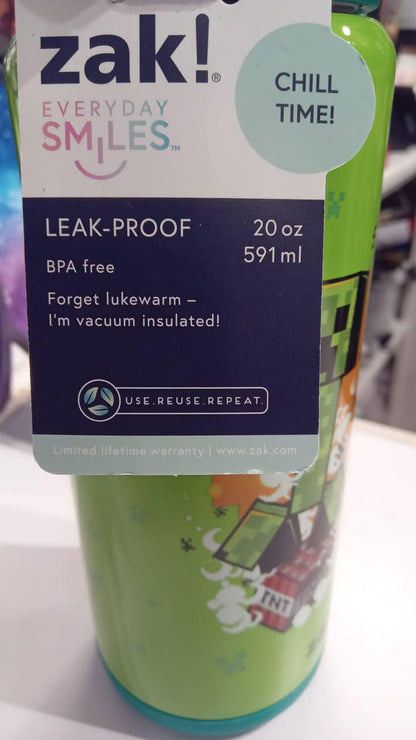 zak!®
EVERYDAY
SMILES™
CHILL
TIME!
LEAK-PROOF
20 oz
591 ml
BPA free
Forget lukewarm –
I'm vacuum insulated!
USE.REUSE.REPEAT.
Limited lifetime warranty | www.zak.com
TNT